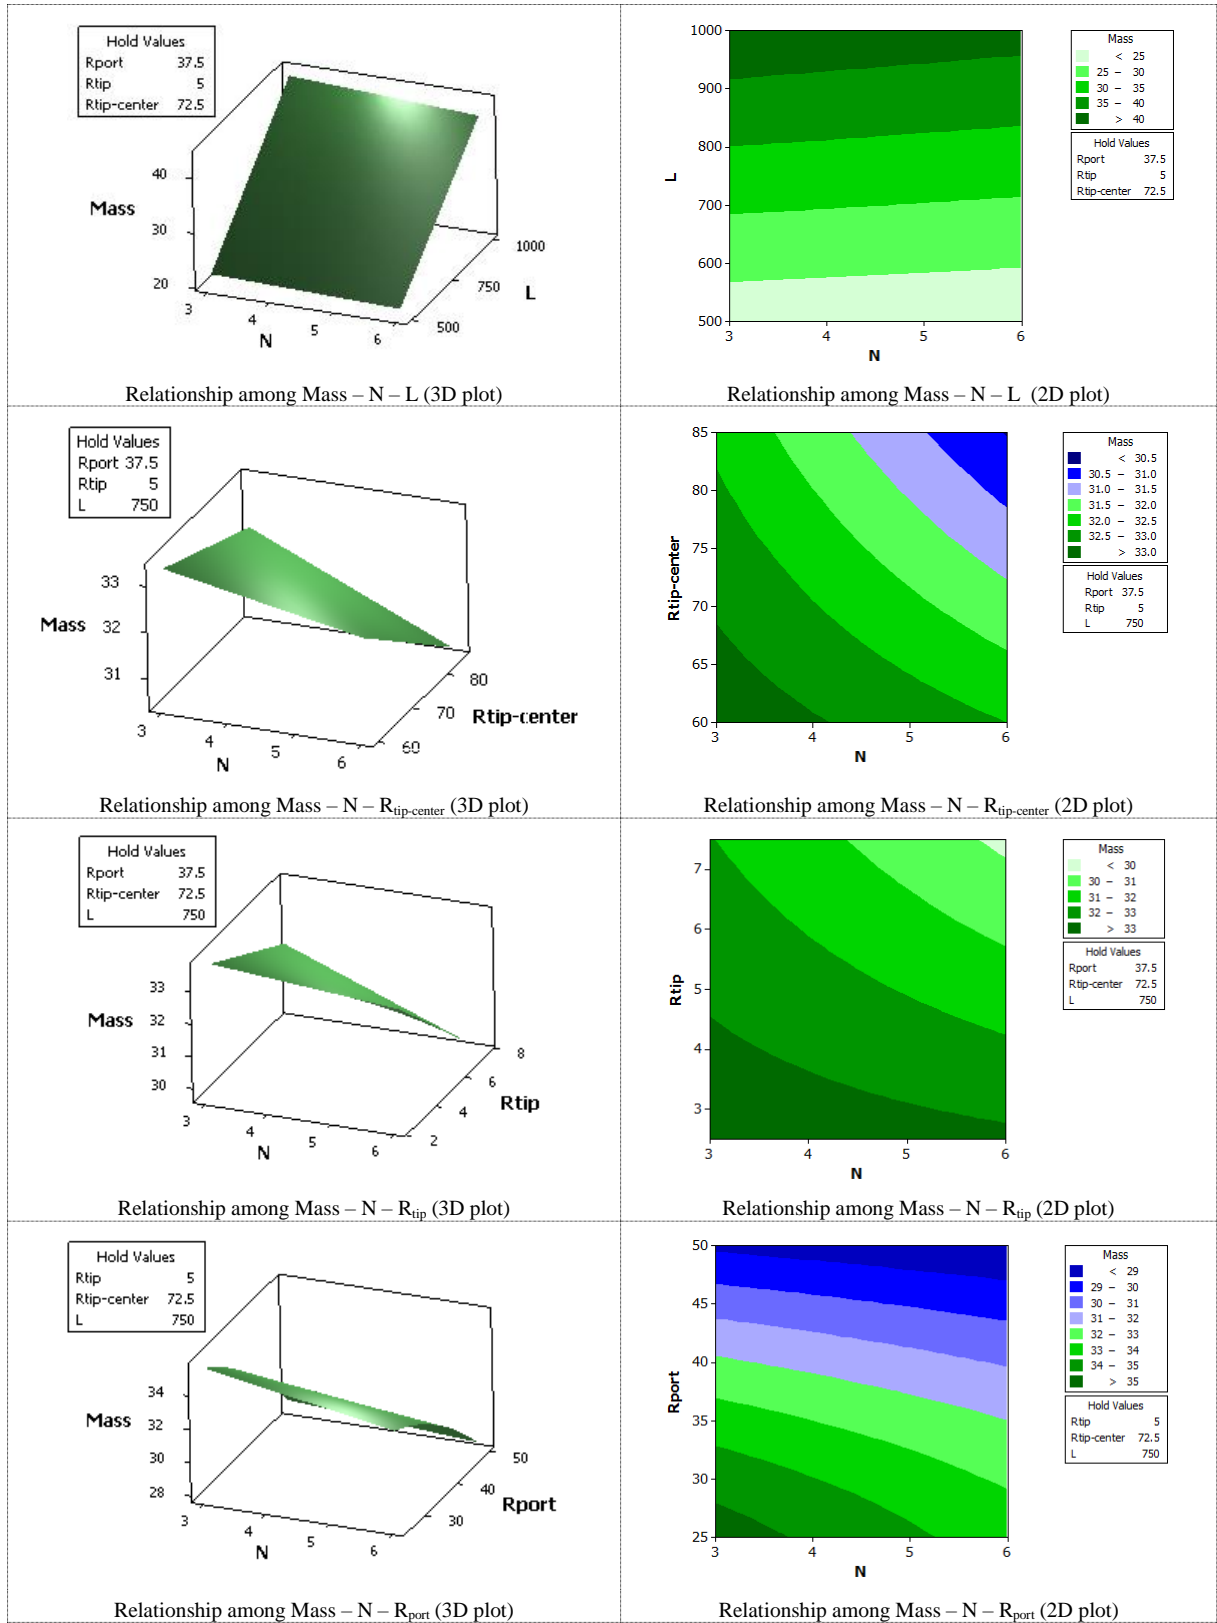 Hold Values
Rport 37.5
Rtip 5
Rtip-center 72.5
40
Mass
30
20
3
4
5
6
N
500
750
1000
L
Relationship among Mass – N – L (3D plot)
1000
900
800
700
600
500
L
3 4 5 6
N
Mass
< 25
25 – 30
30 – 35
35 – 40
> 40
Hold Values
Rport 37.5
Rtip 5
Rtip-center 72.5
Relationship among Mass – N – L (2D plot)
Hold Values
Rport 37.5
Rtip 5
L 750
33
Mass 32
31
3
4
5
6
N
60
70
80
Rtip-center
Relationship among Mass – N – Rtip-center (3D plot)
85
80
75
70
65
60
Rtip-center
3 4 5 6
N
Mass
< 30.5
30.5 – 31.0
31.0 – 31.5
31.5 – 32.0
32.0 – 32.5
32.5 – 33.0
> 33.0
Hold Values
Rport 37.5
Rtip 5
L 750
Relationship among Mass – N – Rtip-center (2D plot)
Hold Values
Rport 37.5
Rtip-center 72.5
L 750
33
Mass 32
31
30
3
4
5
6
N
2
4
6
8
Rtip
Relationship among Mass – N – Rtip (3D plot)
7
6
5
4
3
Rtip
3 4 5 6
N
Mass
< 30
30 – 31
31 – 32
32 – 33
> 33
Hold Values
Rport 37.5
Rtip-center 72.5
L 750
Relationship among Mass – N – Rtip (2D plot)
Hold Values
Rtip 5
Rtip-center 72.5
L 750
34
Mass 32
30
28
3
4
5
6
N
30
40
50
Rport
Relationship among Mass – N – Rport (3D plot)
50
45
40
35
30
25
Rport
3 4 5 6
N
Mass
< 29
29 – 30
30 – 31
31 – 32
32 – 33
33 – 34
34 – 35
> 35
Hold Values
Rtip 5
Rtip-center 72.5
L 750
Relationship among Mass – N – Rport (2D plot)